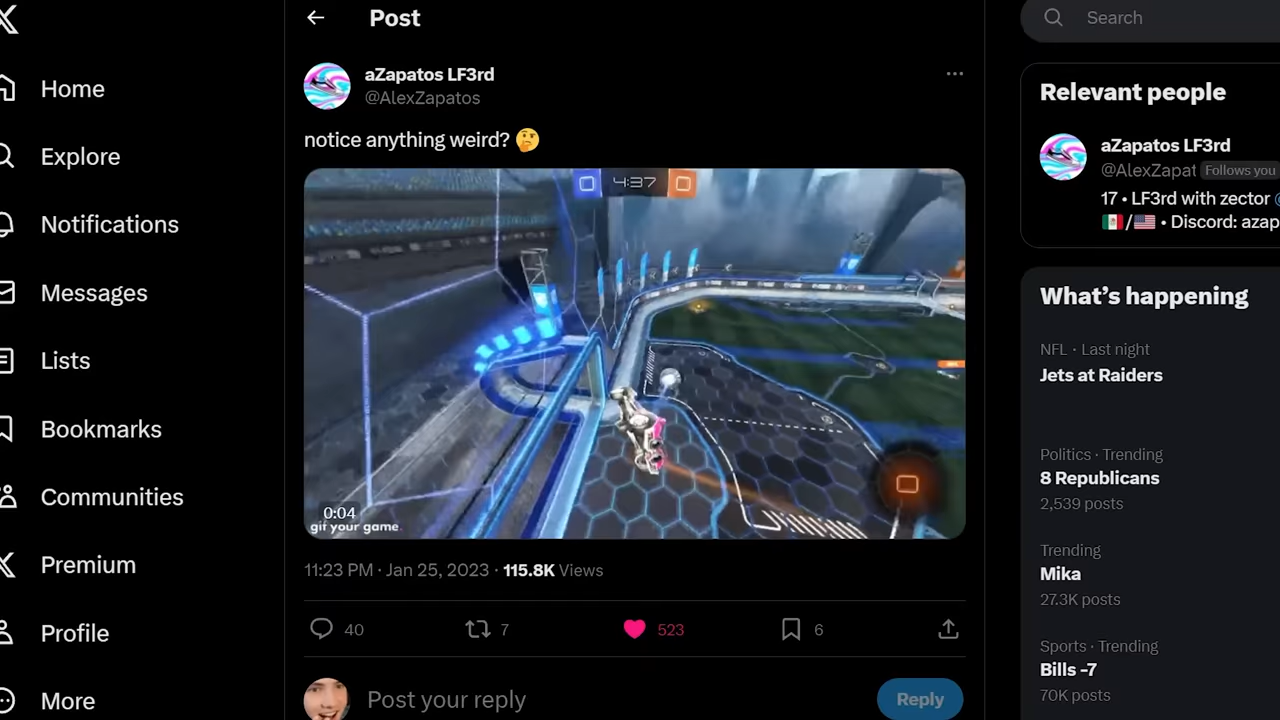 Home
Explore
Notifications
Messages
Lists
Bookmarks
Communities
Premium
Profile
More
Post
aZapatos LF3rd
@AlexZapatos
notice anything weird? 🤔
4:37
0:04
gif your game
11:23 PM · Jan 25, 2023 · 115.8K Views
40
7
523
6
Post your reply
Reply
Search
Relevant people
aZapatos LF3rd
@AlexZapat Follows you
17 • LF3rd with zector @
🇲🇽/🇺🇸 • Discord: azap
What's happening
NFL · Last night
Jets at Raiders
Politics · Trending
8 Republicans
2,539 posts
Trending
Mika
27.3K posts
Sports · Trending
Bills -7
70K posts